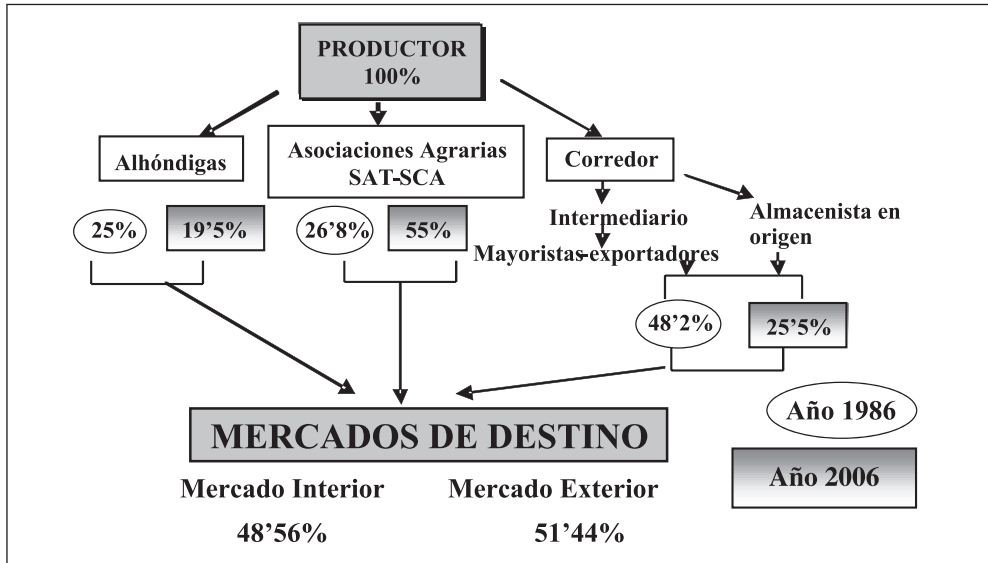 PRODUCTOR
100%
Alhóndigas
Asociaciones Agrarias
SAT-SCA
Corredor
Intermediario
Almacenista en
origen
Mayoristas-exportadores
25%
19’5%
26’8%
55%
48’2%
25’5%
MERCADOS DE DESTINO
Mercado Interior
Mercado Exterior
48’56%
51’44%
Año 1986
Año 2006